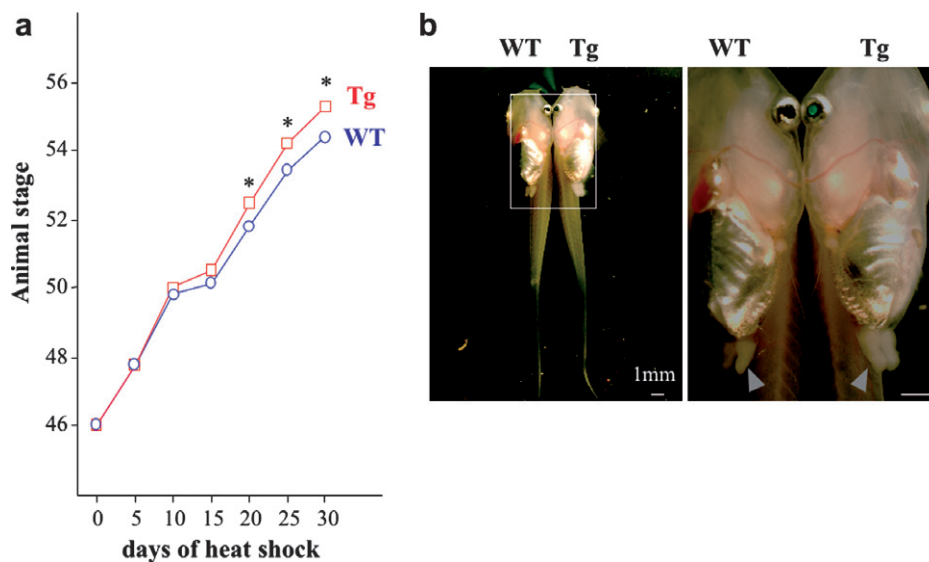 a
Animal stage
56
54
52
50
48
46
*
*
*
Tg
WT
0 5 10 15 20 25 30
days of heat shock
b
WT Tg
WT Tg
1mm